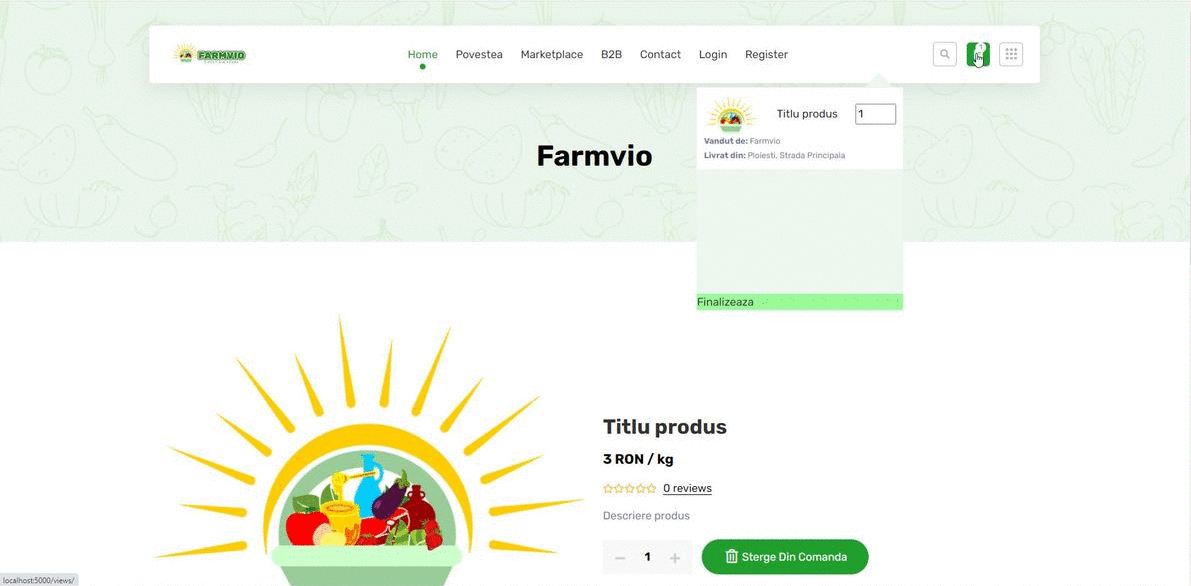 FARMVIO
Home Povestea Marketplace B2B Contact Login Register
1
Titlu produs 1
Vandut de: Farmvio
Livrat din: Ploiesti, Strada Principala
Farmvio
Finalizeaza
Titlu produs
3 RON / kg
0 reviews
Descriere produs
− 1 + Sterge Din Comanda
localhost:5000/views/